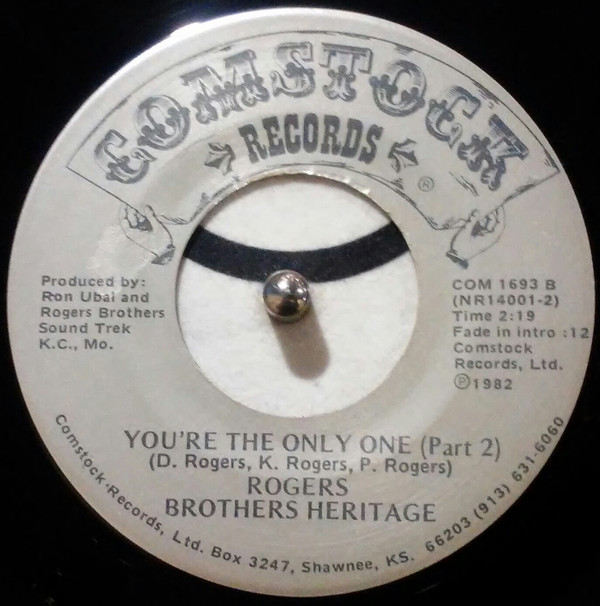 COMSTOCK
RECORDS
®
Produced by:
Ron Ubal and
Rogers Brothers
Sound Trek
K.C., Mo.
COM 1693 B
(NR14001-2)
Time 2:19
Fade in intro :12
Comstock
Records, Ltd.
℗1982
YOU'RE THE ONLY ONE (Part 2)
(D. Rogers, K. Rogers, P. Rogers)
ROGERS
BROTHERS HERITAGE
Comstock Records, Ltd. Box 3247, Shawnee, KS. 66203 (913) 631-6060